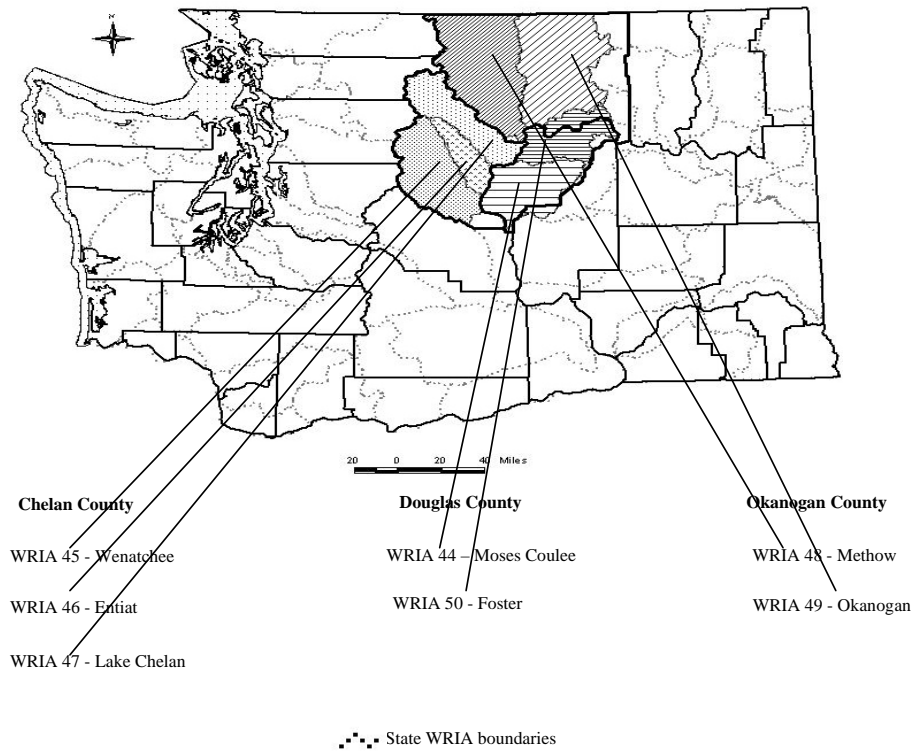 N
20 0 20 40 Miles
Chelan County
WRIA 45 - Wenatchee
WRIA 46 - Entiat
WRIA 47 - Lake Chelan
Douglas County
WRIA 44 – Moses Coulee
WRIA 50 - Foster
Okanogan County
WRIA 48 - Methow
WRIA 49 - Okanogan
State WRIA boundaries